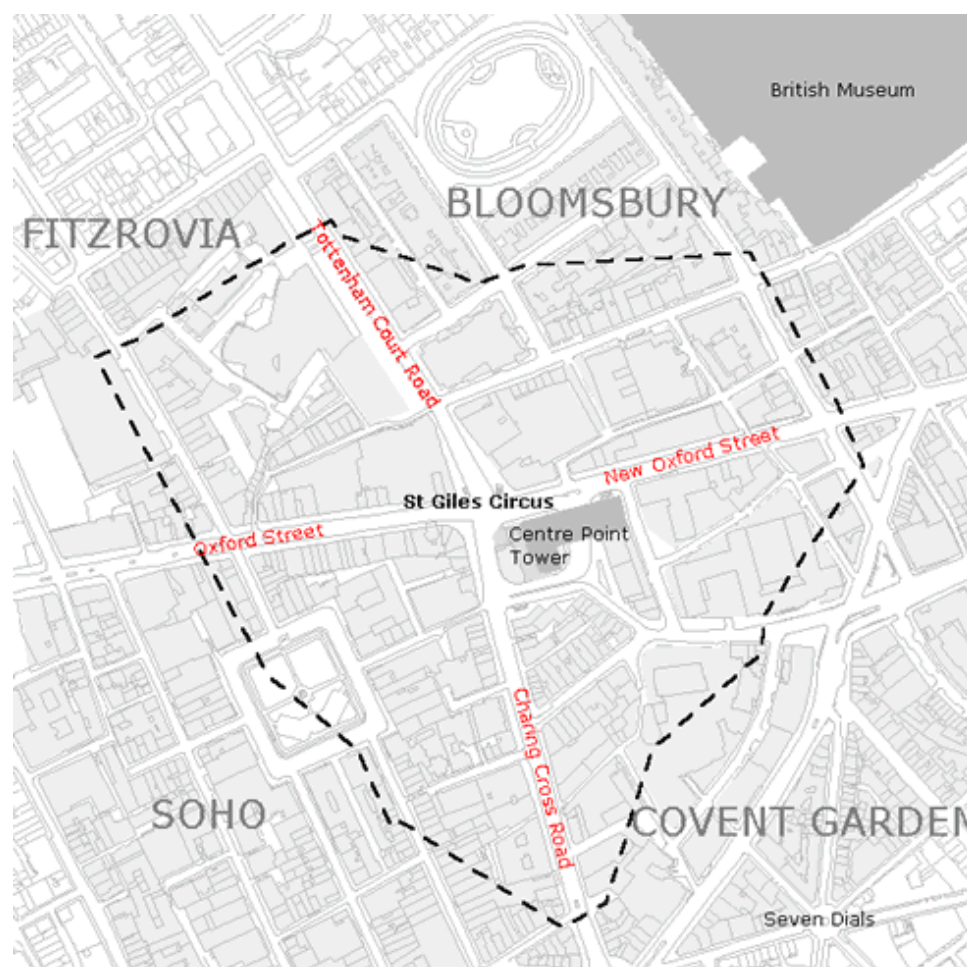 British Museum
BLOOMSBURY
FITZROVIA
Tottenham Court Road
New Oxford Street
St Giles Circus
Oxford Street
Centre Point
Tower
Charing Cross Road
SOHO
COVENT GARDEN
Seven Dials